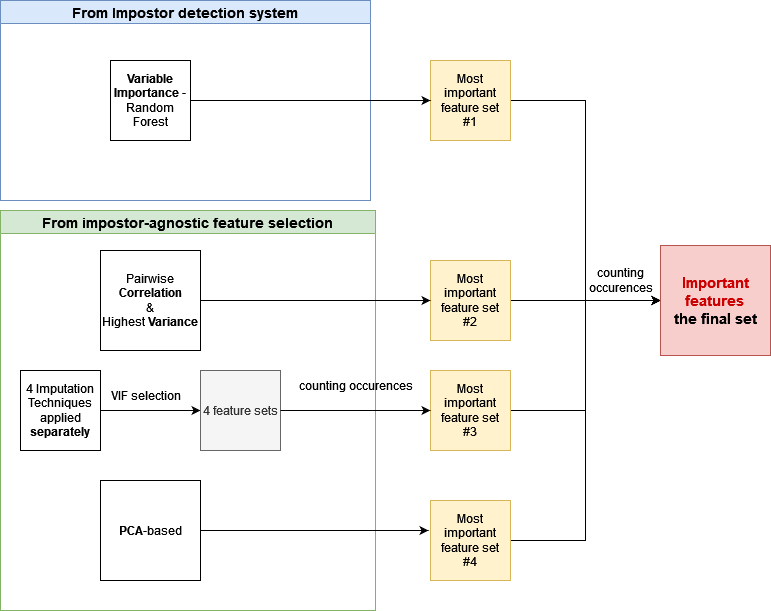 From Impostor detection system
Variable
Importance -
Random
Forest
Most
important
feature set
#1
From impostor-agnostic feature selection
Pairwise
Correlation
&
Highest Variance
Most
important
feature set
#2
counting
occurences
Important
features
the final set
4 Imputation
Techniques
applied
separately
VIF selection
4 feature sets
counting occurences
Most
important
feature set
#3
PCA-based
Most
important
feature set
#4